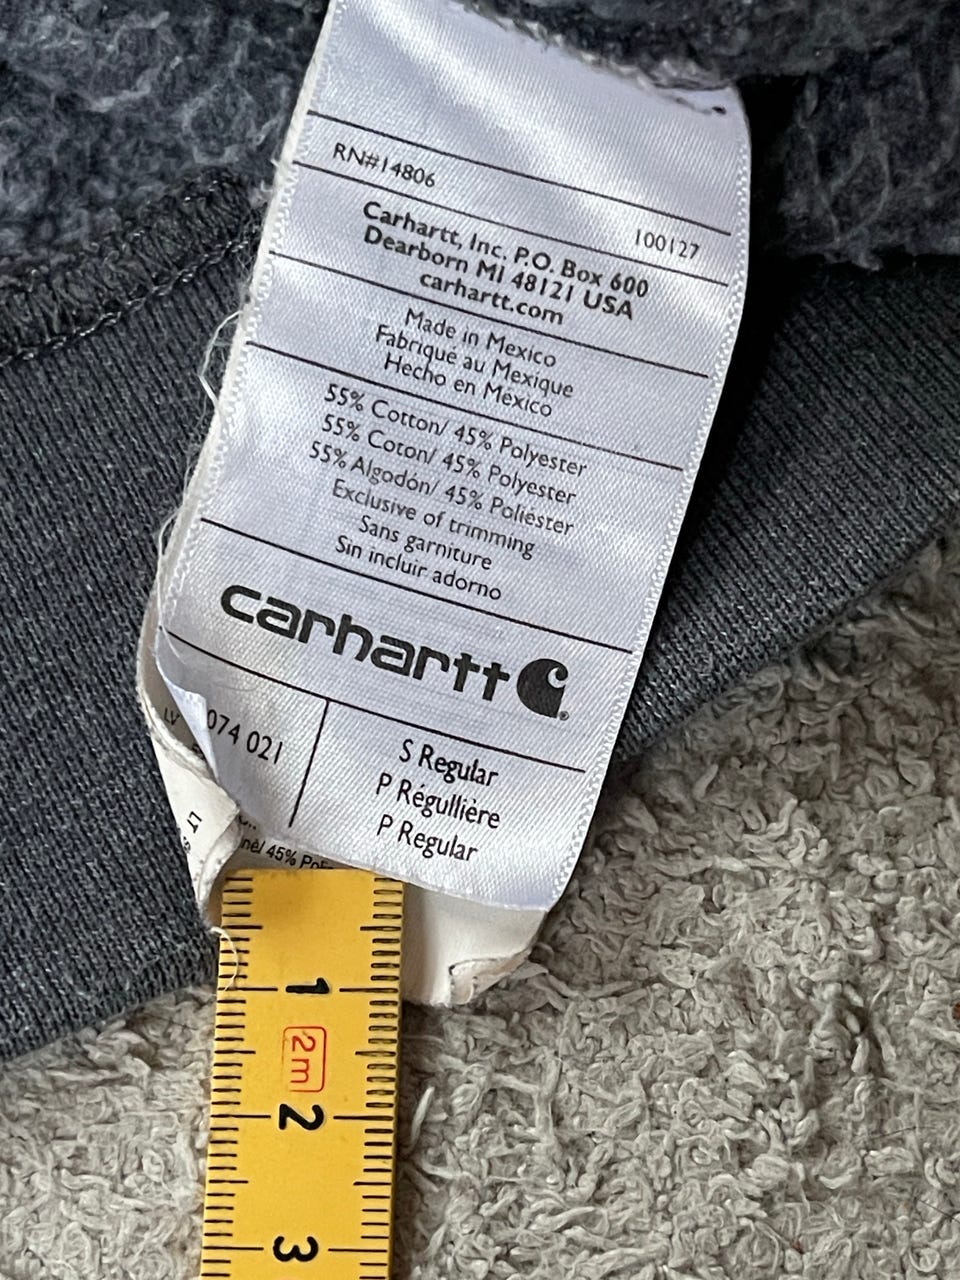 RN#14806
100127
Carhartt, Inc. P.O. Box 600
Dearborn MI 48121 USA
carhartt.com
Made in Mexico
Fabriqué au Mexique
Hecho en México
55% Cotton/ 45% Polyester
55% Coton/ 45% Polyester
55% Algodón/ 45% Poliéster
Exclusive of trimming
Sans garniture
Sin incluir adorno
carhartt
LV
074 021
S Regular
P Régullière
P Regular
45%
1
2m
2
3